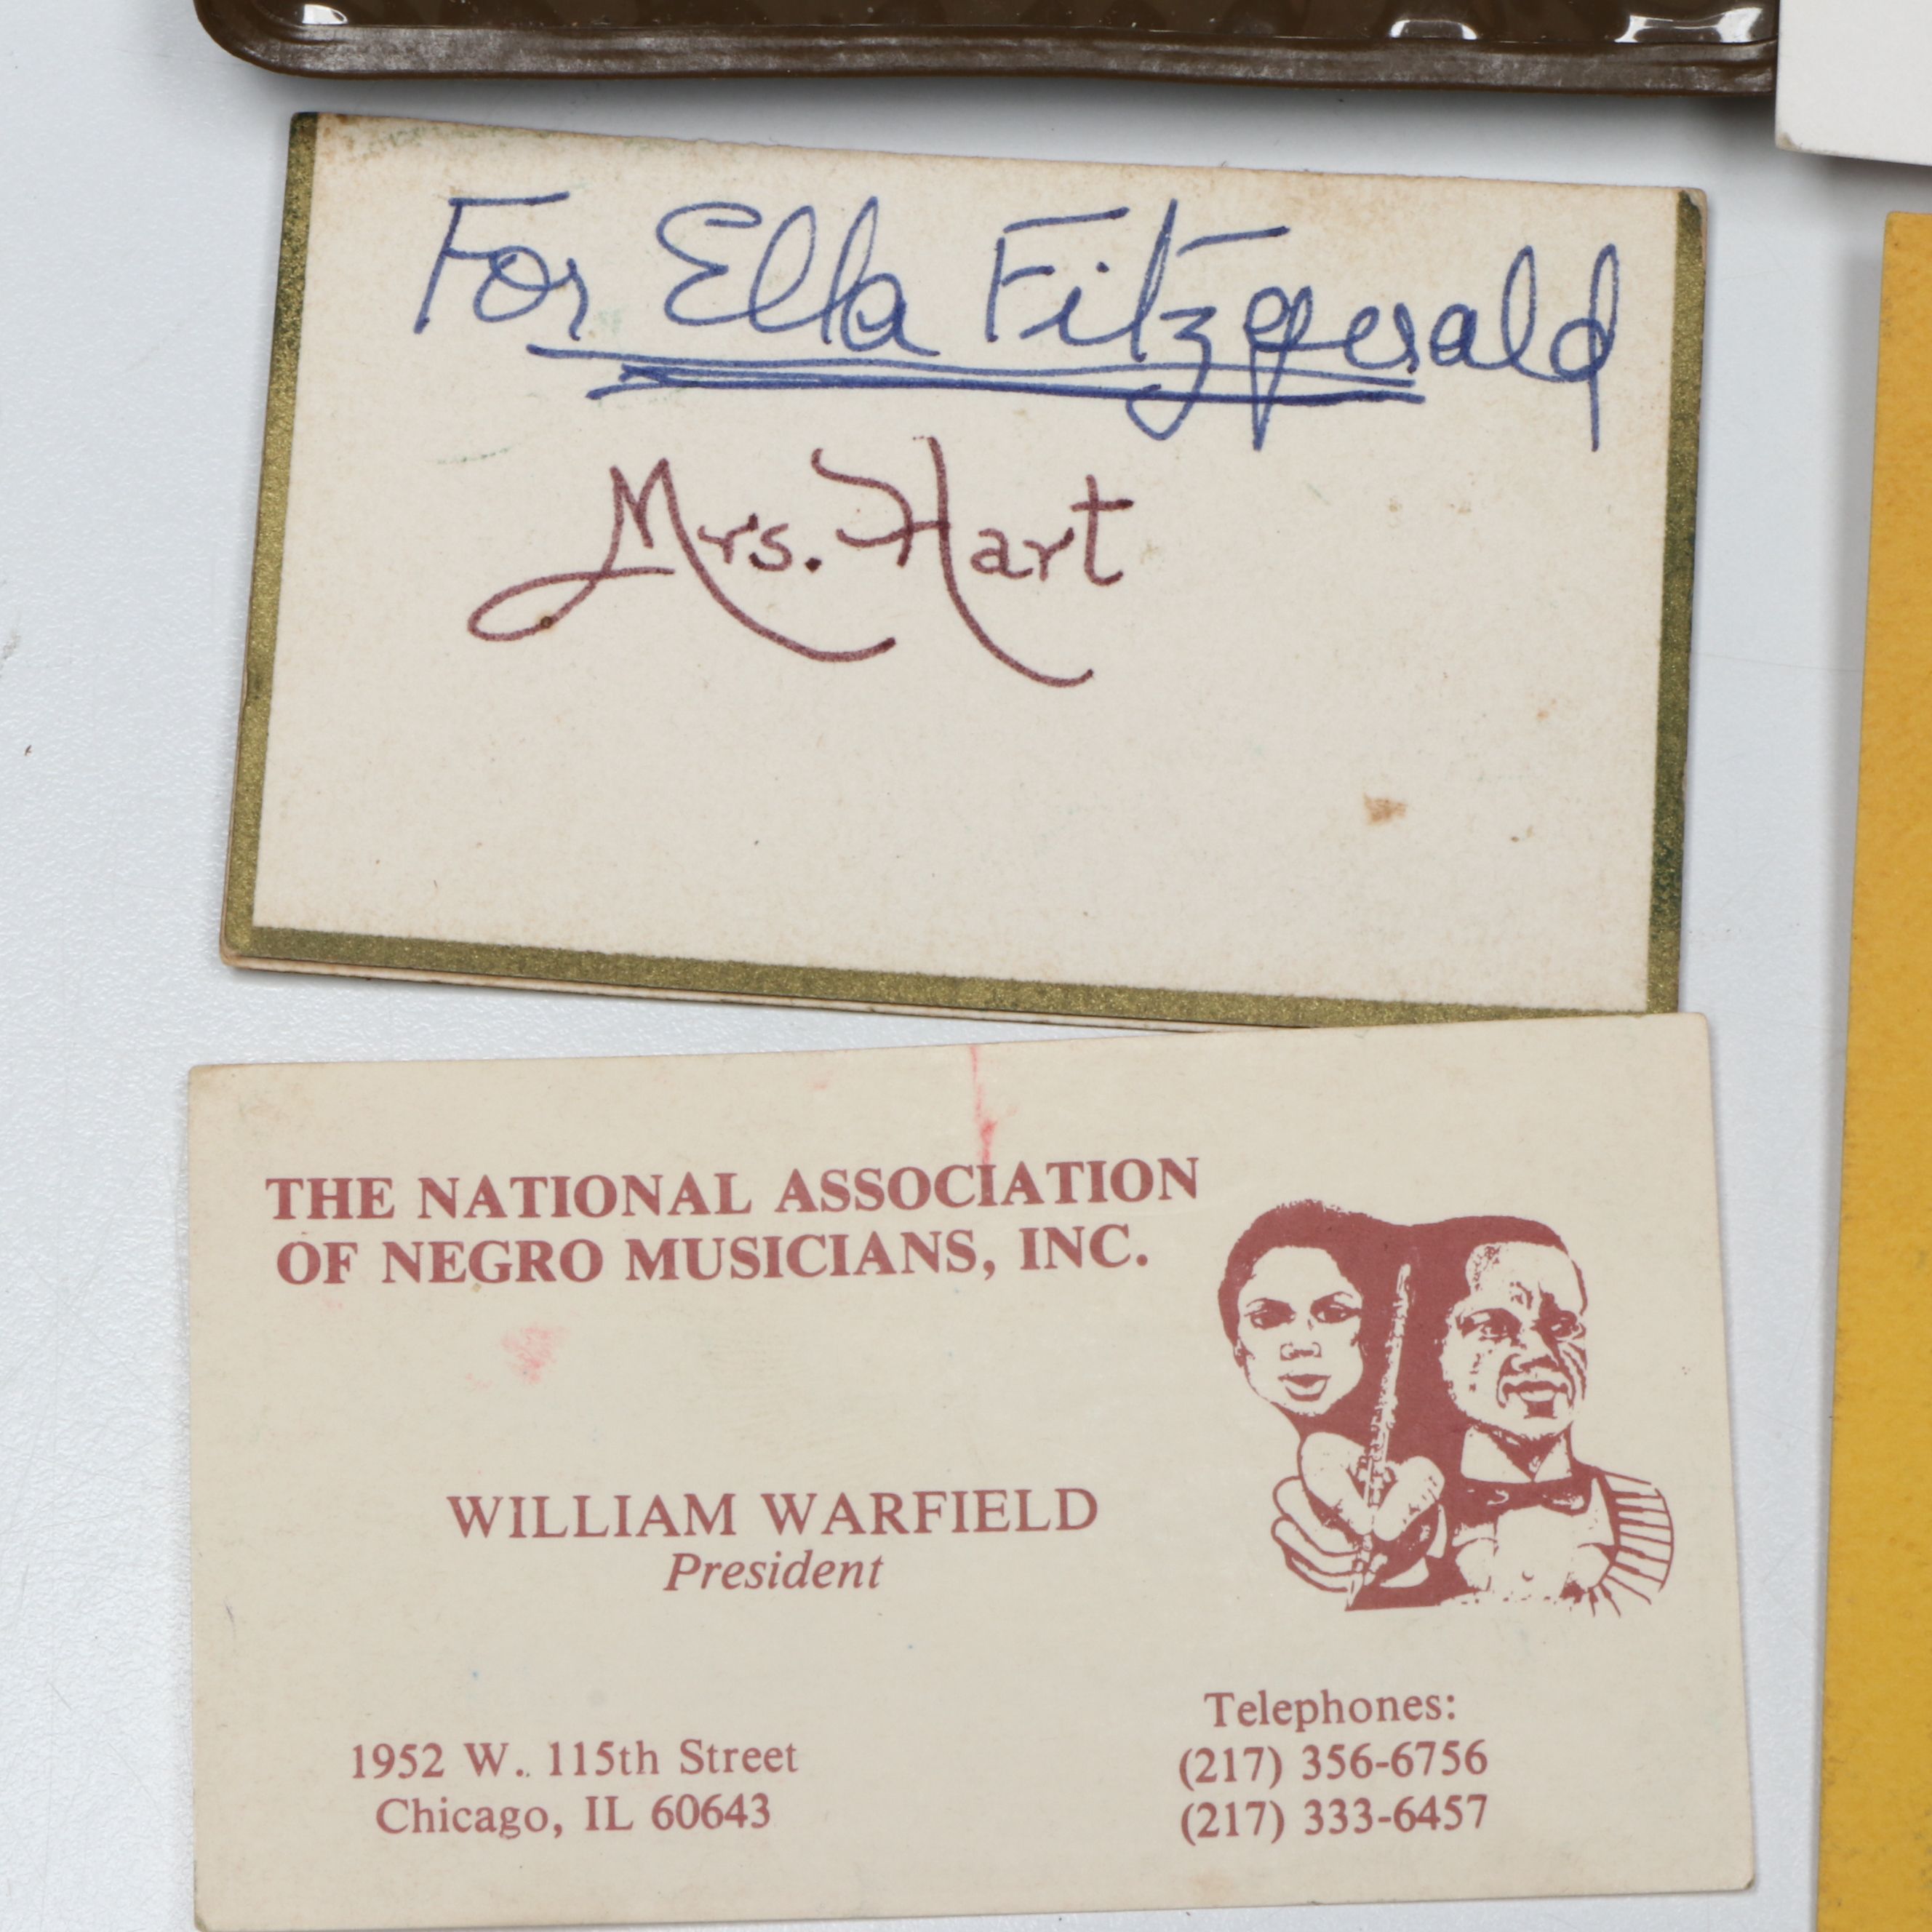 For Ella Fitzgerald
Mrs. Hart
THE NATIONAL ASSOCIATION
OF NEGRO MUSICIANS, INC.
WILLIAM WARFIELD
President
1952 W. 115th Street
Chicago, IL 60643
Telephones:
(217) 356-6756
(217) 333-6457